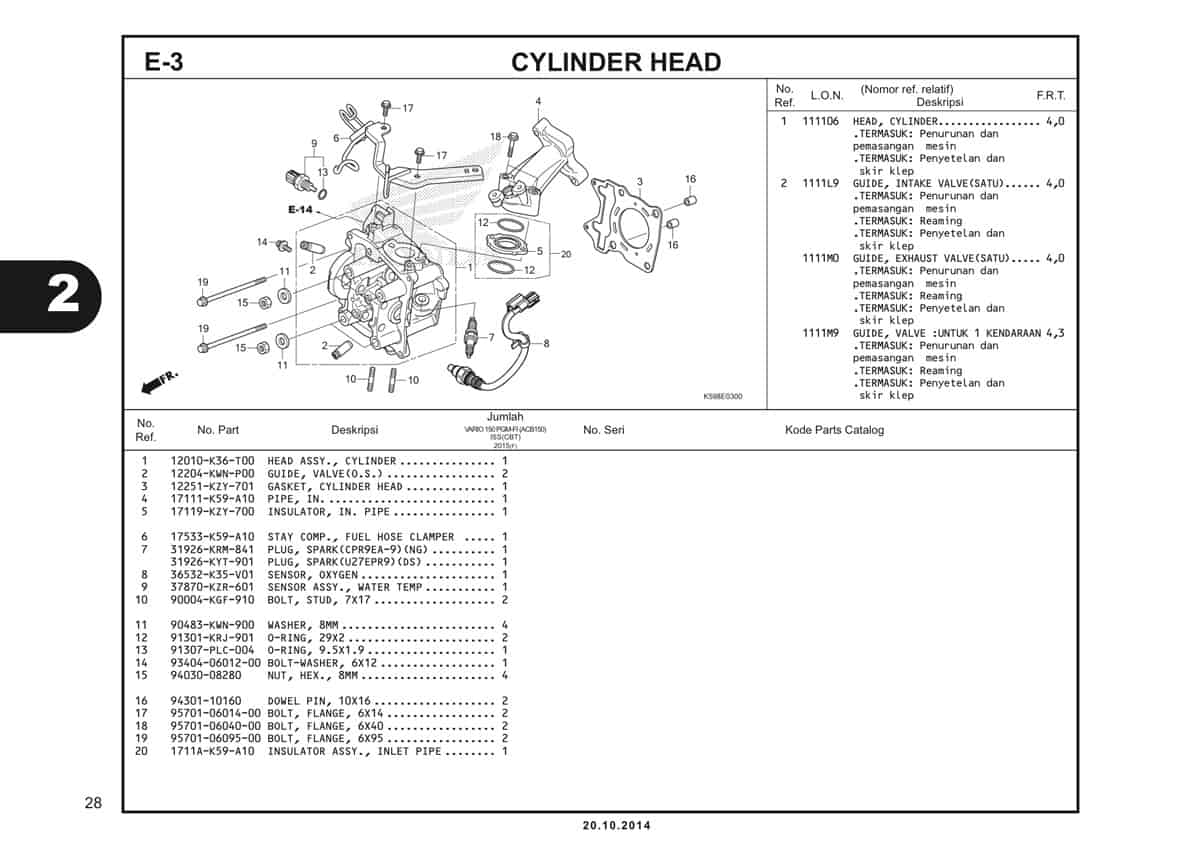 E-3
CYLINDER HEAD
No. Ref. L.O.N. (Nomor ref. relatif) Deskripsi F.R.T.
1 111106 HEAD, CYLINDER................ 4,0
.TERMASUK: Penurunan dan
pemasangan mesin
.TERMASUK: Penyetelan dan
skir klep
2 1111L9 GUIDE, INTAKE VALVE(SATU)...... 4,0
.TERMASUK: Penurunan dan
pemasangan mesin
.TERMASUK: Reaming
.TERMASUK: Penyetelan dan
skir klep
1111M0 GUIDE, EXHAUST VALVE(SATU)..... 4,0
.TERMASUK: Penurunan dan
pemasangan mesin
.TERMASUK: Reaming
.TERMASUK: Penyetelan dan
skir klep
1111M9 GUIDE, VALVE :UNTUK 1 KENDARAAN 4,3
.TERMASUK: Penurunan dan
pemasangan mesin
.TERMASUK: Reaming
.TERMASUK: Penyetelan dan
skir klep
17
4
6
18
9
17
13
3
16
E-14
12
16
14
2
5
20
11
1
12
19
15
19
2
7
8
15
11
10
10
FR.
K59BE0300
2
No. Ref. No. Part Deskripsi Jumlah No. Seri Kode Parts Catalog
VARIO 150 PGM-FI (ACB150)
ISS(CBT)
2015(F)
1 12010-K36-T00 HEAD ASSY., CYLINDER ............... 1
2 12204-KWN-P00 GUIDE, VALVE(O.S.) ................. 2
3 12251-KZY-701 GASKET, CYLINDER HEAD .............. 1
4 17111-K59-A10 PIPE, IN. .......................... 1
5 17119-KZY-700 INSULATOR, IN. PIPE ................ 1
6 17533-K59-A10 STAY COMP., FUEL HOSE CLAMPER ..... 1
7 31926-KRM-841 PLUG, SPARK(CPR9EA-9)(NG) .......... 1
31926-KYT-901 PLUG, SPARK(U27EPR9)(DS) ........... 1
8 36532-K35-V01 SENSOR, OXYGEN ..................... 1
9 37870-KZR-601 SENSOR ASSY., WATER TEMP ........... 1
10 90004-KGF-910 BOLT, STUD, 7X17 ................... 2
11 90483-KWN-900 WASHER, 8MM ........................ 4
12 91301-KRJ-901 O-RING, 29X2 ....................... 2
13 91307-PLC-004 O-RING, 9.5X1.9 .................... 1
14 93404-06012-00 BOLT-WASHER, 6X12 .................. 1
15 94030-08280 NUT, HEX., 8MM ..................... 4
16 94301-10160 DOWEL PIN, 10X16 ................... 2
17 95701-06014-00 BOLT, FLANGE, 6X14 ................. 2
18 95701-06040-00 BOLT, FLANGE, 6X40 ................. 2
19 95701-06095-00 BOLT, FLANGE, 6X95 ................. 2
20 1711A-K59-A10 INSULATOR ASSY., INLET PIPE ........ 1
28
20.10.2014